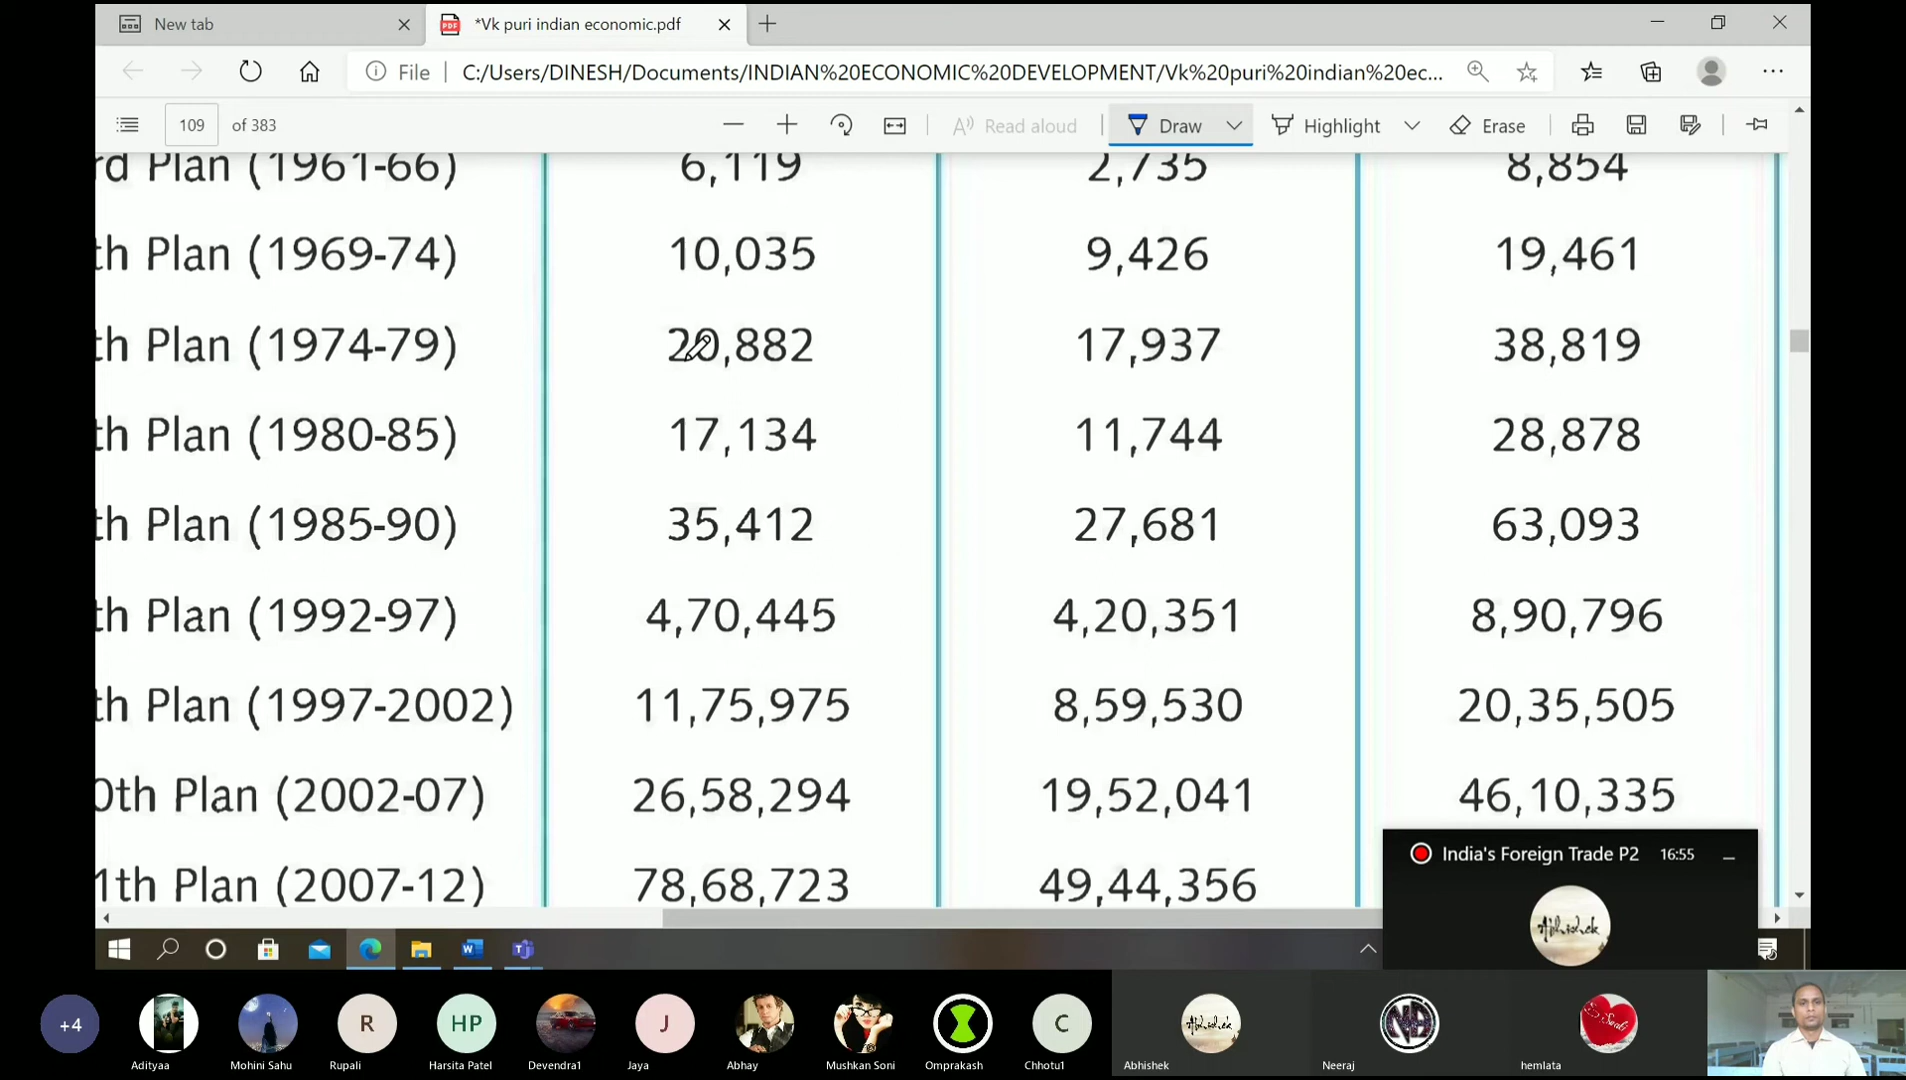 New tab
*Vk puri indian economic.pdf
File
C:/Users/DINESH/Documents/INDIAN%20ECONOMIC%20DEVELOPMENT/Vk%20puri%20indian%20ec...
109 of 383
Read aloud
Draw
Highlight
Erase
rd Plan (1961-66) 6,119 2,735 8,854
th Plan (1969-74) 10,035 9,426 19,461
th Plan (1974-79) 20,882 17,937 38,819
th Plan (1980-85) 17,134 11,744 28,878
th Plan (1985-90) 35,412 27,681 63,093
th Plan (1992-97) 4,70,445 4,20,351 8,90,796
th Plan (1997-2002) 11,75,975 8,59,530 20,35,505
0th Plan (2002-07) 26,58,294 19,52,041 46,10,335
1th Plan (2007-12) 78,68,723 49,44,356
India's Foreign Trade P2 16:55
Abhishek
+4
R
HP
J
C
Abhishek
Adityaa
Mohini Sahu
Rupali
Harsita Patel
Devendra1
Jaya
Abhay
Mushkan Soni
Omprakash
Chhotu1
Abhishek
Neeraj
hemlata